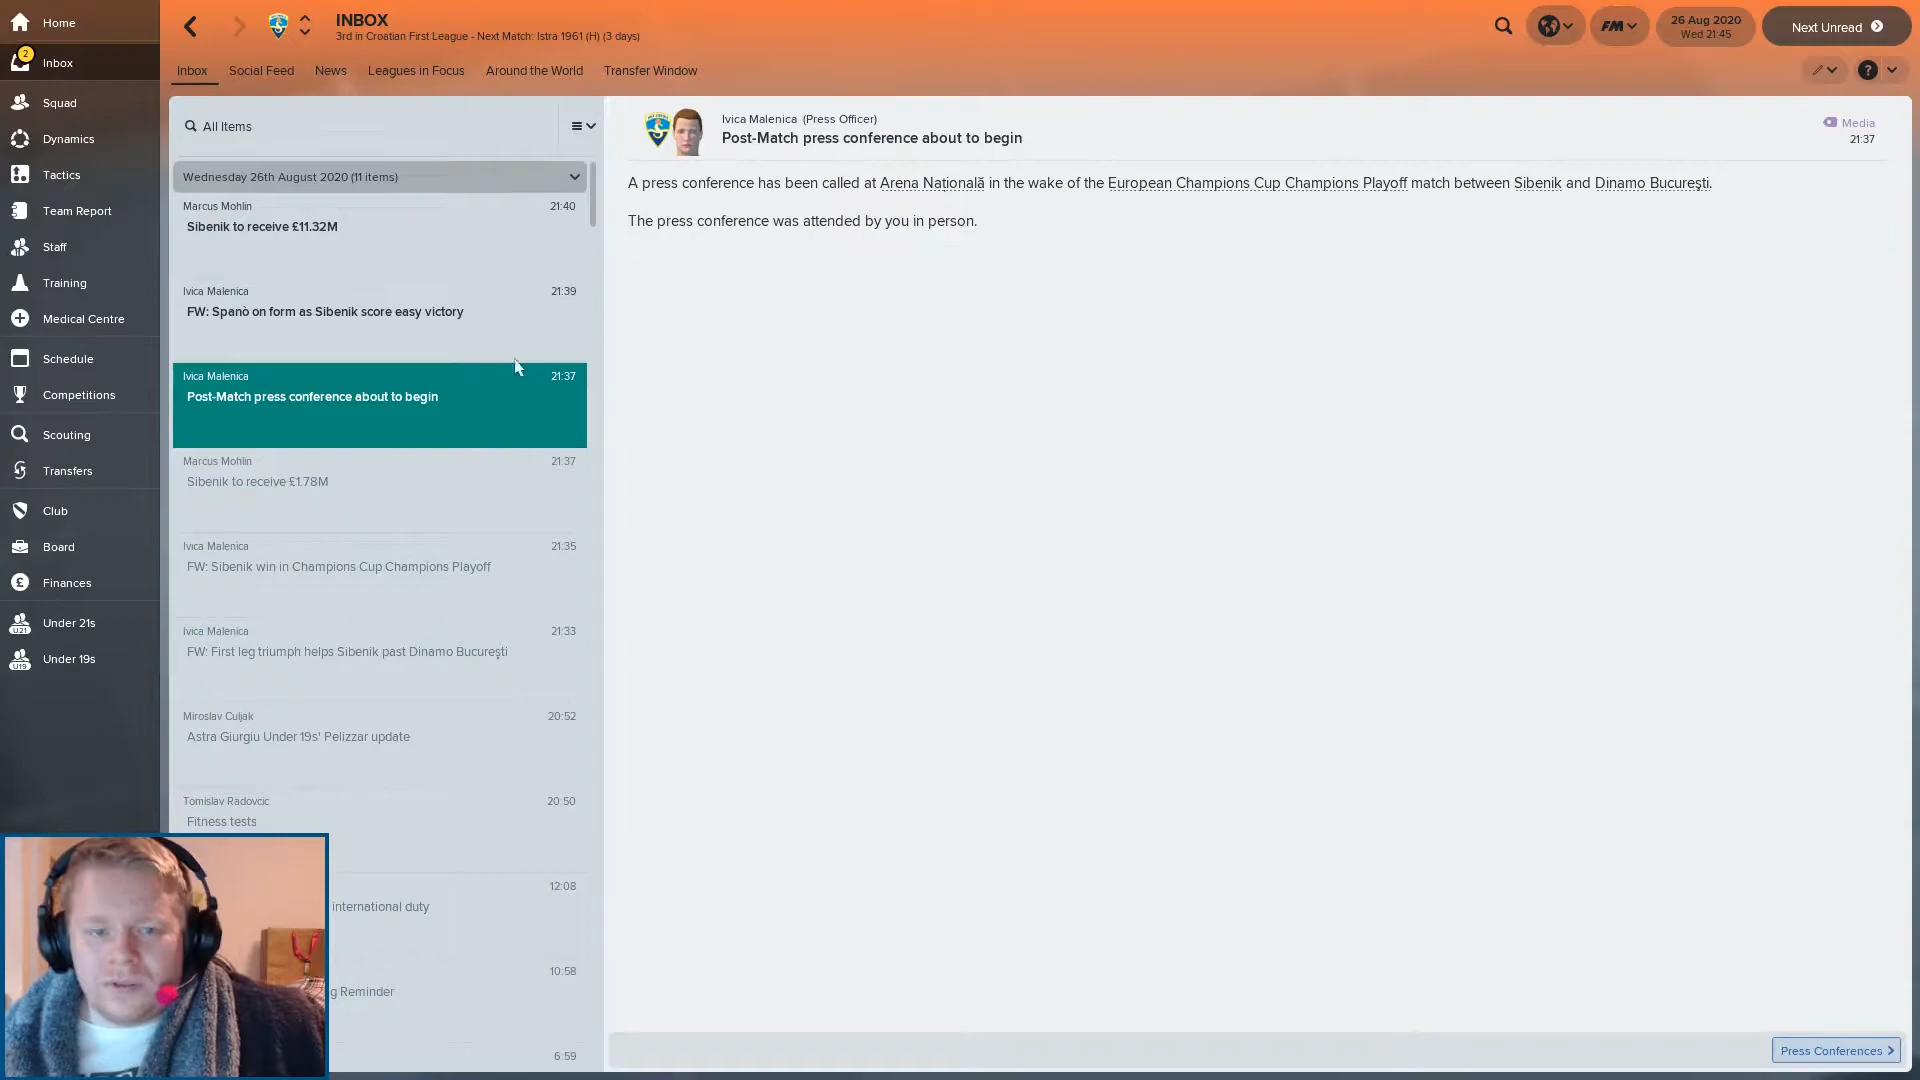 Home
2
Inbox
Squad
Dynamics
Tactics
Team Report
Staff
Training
Medical Centre
Schedule
Competitions
Scouting
Transfers
Club
Board
Finances
Under 21s
Under 19s
INBOX
3rd in Croatian First League - Next Match: Istra 1961 (H) (3 days)
FM
26 Aug 2020
Wed 21:45
Next Unread
Inbox Social Feed News Leagues in Focus Around the World Transfer Window
All Items
Wednesday 26th August 2020 (11 items)
Marcus Mohlin 21:40
Sibenik to receive £11.32M
Ivica Malenica 21:39
FW: Spanò on form as Sibenik score easy victory
Ivica Malenica 21:37
Post-Match press conference about to begin
Marcus Mohlin 21:37
Sibenik to receive £1.78M
Ivica Malenica 21:35
FW: Sibenik win in Champions Cup Champions Playoff
Ivica Malenica 21:33
FW: First leg triumph helps Sibenik past Dinamo Bucureşti
Miroslav Culjak 20:52
Astra Giurgiu Under 19s' Pelizzar update
Tomislav Radovcic 20:50
Fitness tests
12:08
international duty
10:58
g Reminder
6:59
Ivica Malenica (Press Officer)
Post-Match press conference about to begin
Media
21:37
A press conference has been called at Arena Națională in the wake of the European Champions Cup Champions Playoff match between Sibenik and Dinamo Bucureşti.
The press conference was attended by you in person.
Press Conferences